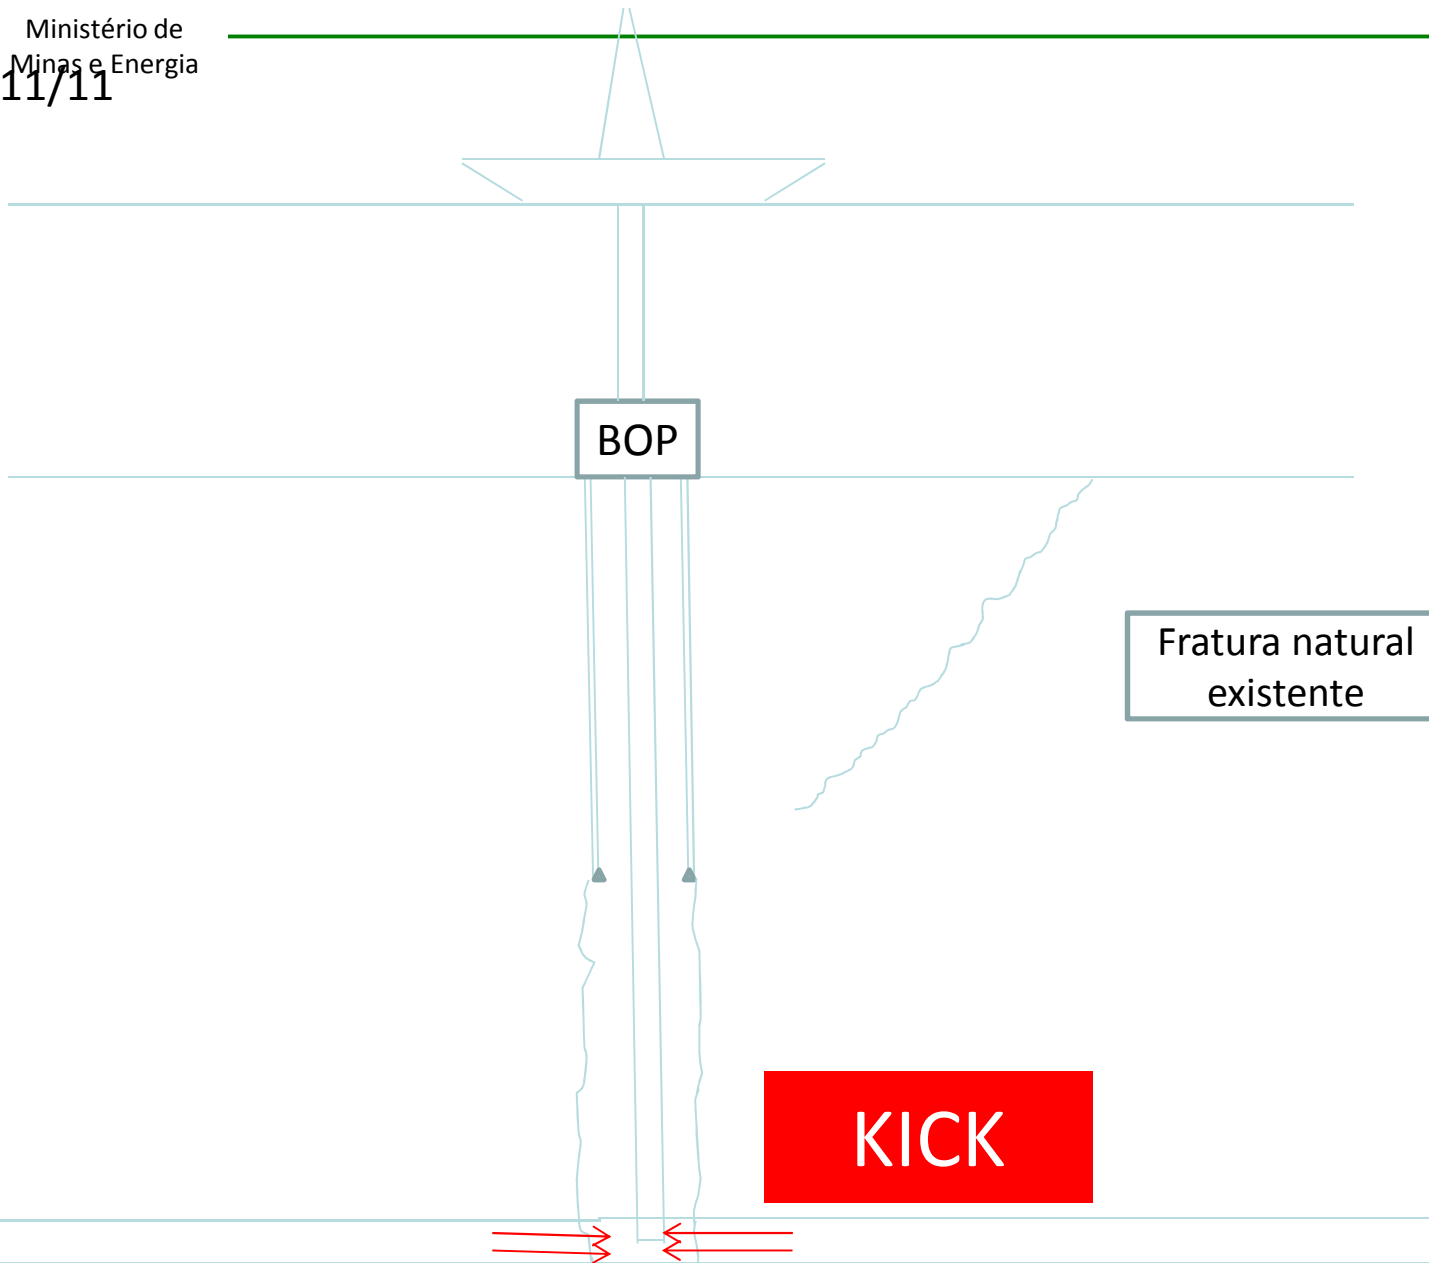 Ministério de
Minas e Energia
11/11
BOP
Fratura natural
existente
KICK